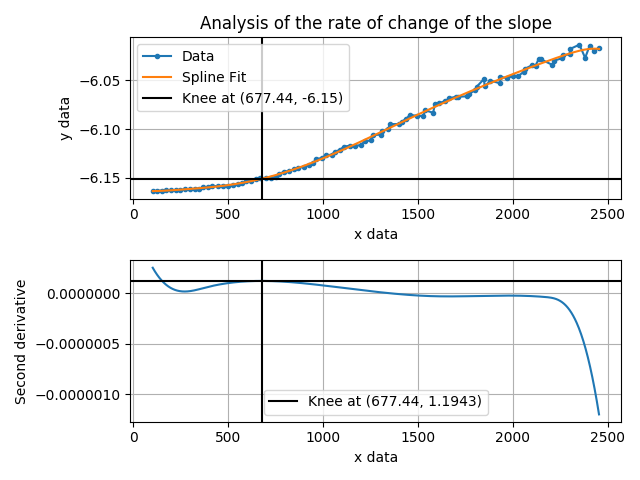 Analysis of the rate of change of the slope
Data
Spline Fit
Knee at (677.44, -6.15)
y data
−6.05
−6.10
−6.15
0 500 1000 1500 2000 2500
x data
Second derivative
0.0000000
−0.0000005
−0.0000010
Knee at (677.44, 1.1943)
0 500 1000 1500 2000 2500
x data